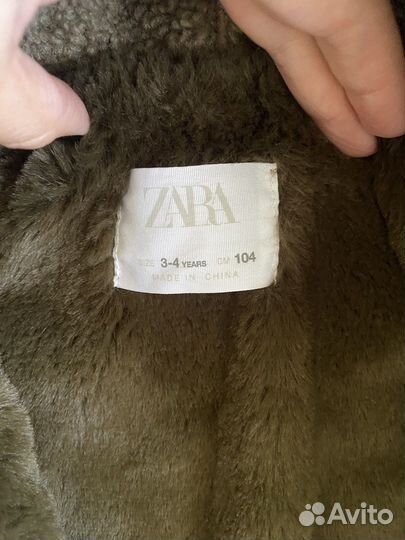 ZARA
SIZE 3-4 YEARS CM 104
MADE IN CHINA
Avito